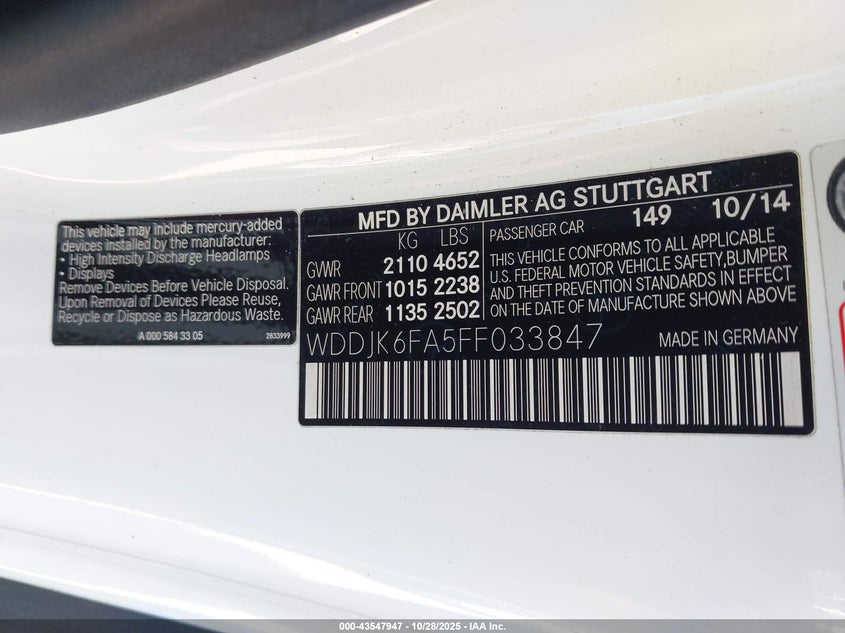 This vehicle may include mercury-added
devices installed by the manufacturer:
• High Intensity Discharge Headlamps
• Displays
Remove Devices Before Vehicle Disposal.
Upon Removal of Devices Please Reuse,
Recycle or Dispose as Hazardous Waste.
A 000 584 33 05
2833999
MFD BY DAIMLER AG STUTTGART
KG LBS
GVWR 2110 4652
GAWR FRONT 1015 2238
GAWR REAR 1135 2502
PASSENGER CAR 149 10/14
THIS VEHICLE CONFORMS TO ALL APPLICABLE
U.S. FEDERAL MOTOR VEHICLE SAFETY,BUMPER
AND THEFT PREVENTION STANDARDS IN EFFECT
ON THE DATE OF MANUFACTURE SHOWN ABOVE
WDDJK6FA5FF033847
MADE IN GERMANY
000-43547947 • 10/28/2025 • IAA Inc.